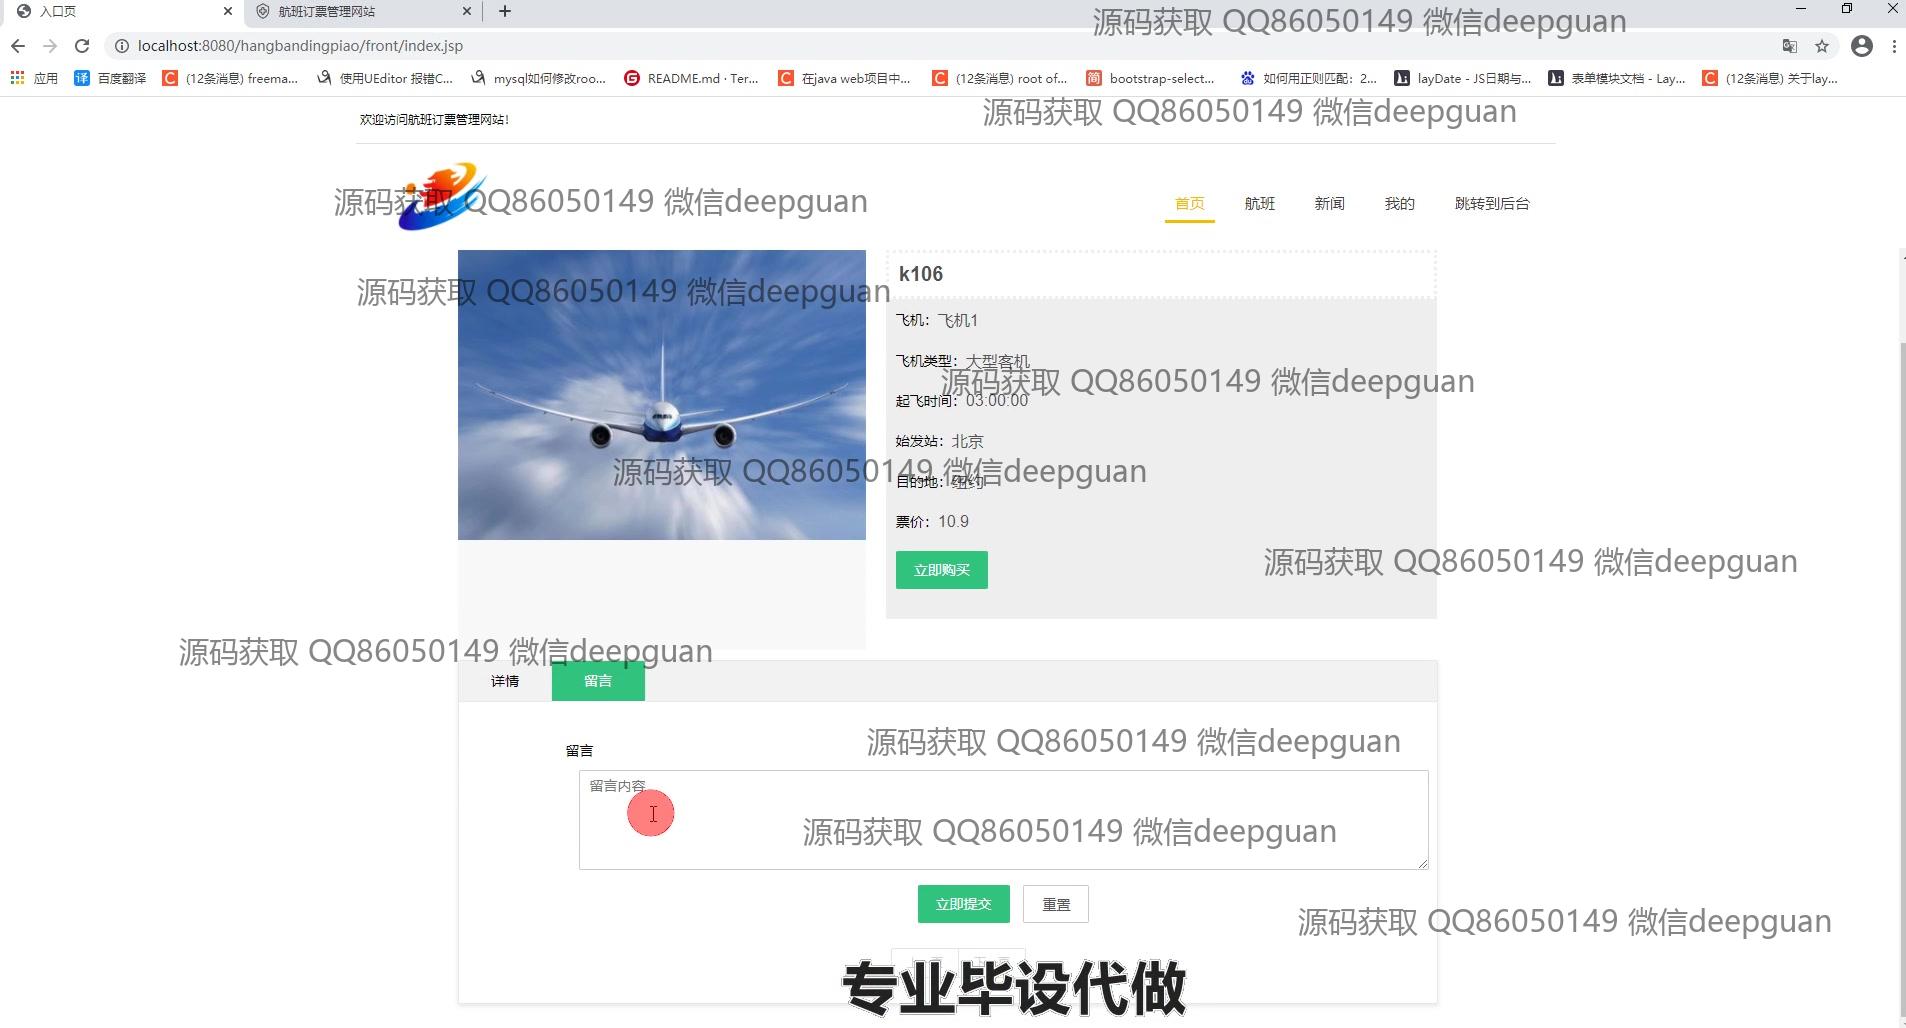 入口页
航班订票管理网站
源码获取 QQ86050149 微信deepguan
localhost:8080/hangbandingpiao/front/index.jsp
应用
百度翻译
(12条消息) freema...
使用UEditor 报错C...
mysql如何修改roo...
README.md · Ter...
在java web项目中...
(12条消息) root of...
bootstrap-select...
如何用正则匹配：2...
layDate - JS日期与...
表单模块文档 - Lay...
(12条消息) 关于lay...
源码获取 QQ86050149 微信deepguan
欢迎访问航班订票管理网站!
源码获取 QQ86050149 微信deepguan
首页
航班
新闻
我的
跳转到后台
k106
源码获取 QQ86050149 微信deepguan
飞机：飞机1
飞机类型：大型客机
源码获取 QQ86050149 微信deepguan
起飞时间：03:00:00
始发站：北京
源码获取 QQ86050149 微信deepguan
目的地：纽约
票价：10.9
源码获取 QQ86050149 微信deepguan
立即购买
源码获取 QQ86050149 微信deepguan
详情
留言
源码获取 QQ86050149 微信deepguan
留言
留言内容
源码获取 QQ86050149 微信deepguan
立即提交
重置
源码获取 QQ86050149 微信deepguan
专业毕设代做